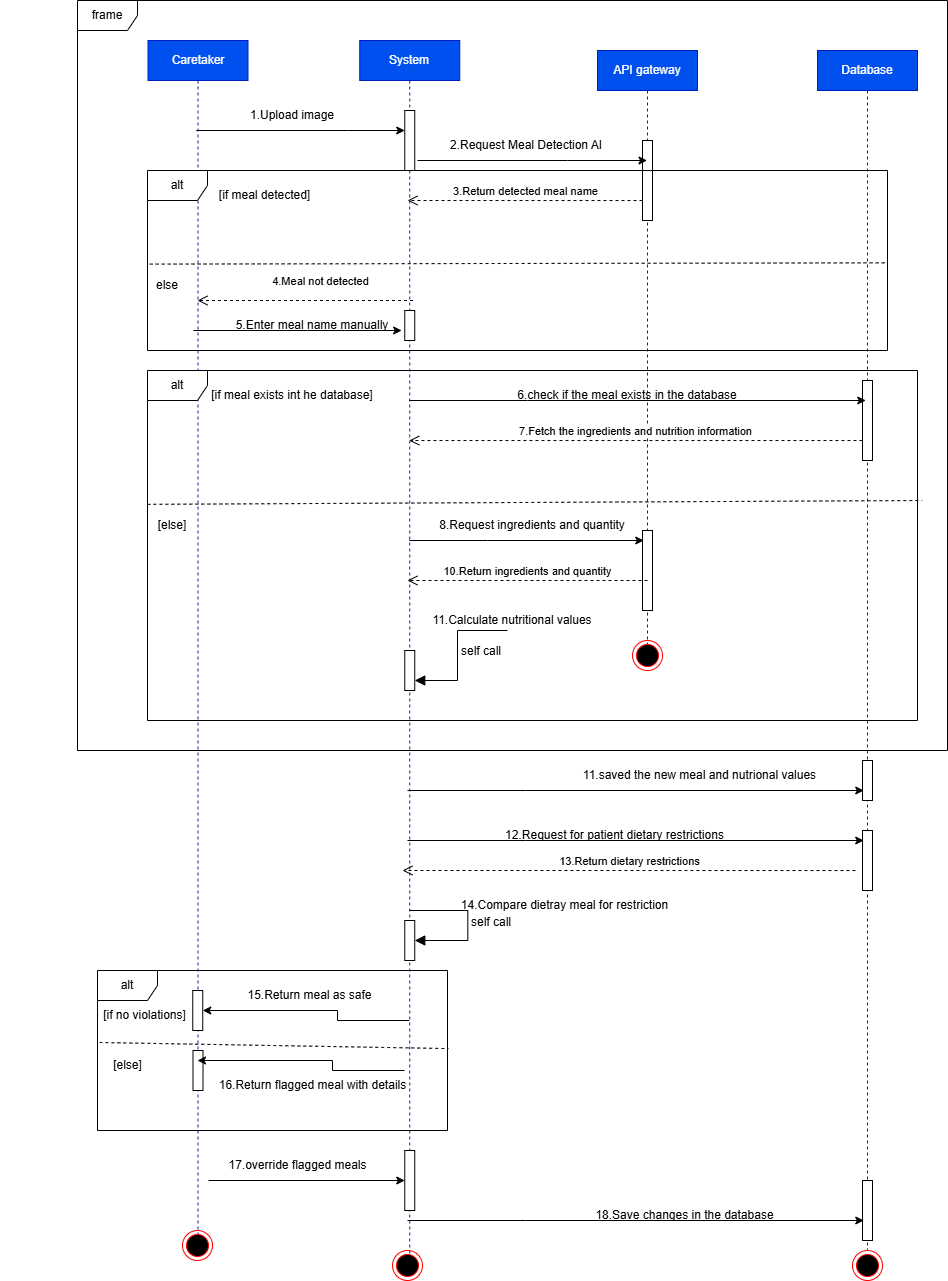 frame
Caretaker
System
API gateway
Database
1.Upload image
2.Request Meal Detection AI
alt
[if meal detected]
3.Return detected meal name
else
4.Meal not detected
5.Enter meal name manually
alt
[if meal exists int he database]
6.check if the meal exists in the database
7.Fetch the ingredients and nutrition information
[else]
8.Request ingredients and quantity
10.Return ingredients and quantity
11.Calculate nutritional values
self call
11.saved the new meal and nutrional values
12.Request for patient dietary restrictions
13.Return dietary restrictions
14.Compare dietray meal for restriction
self call
alt
15.Return meal as safe
[if no violations]
[else]
16.Return flagged meal with details
17.override flagged meals
18.Save changes in the database